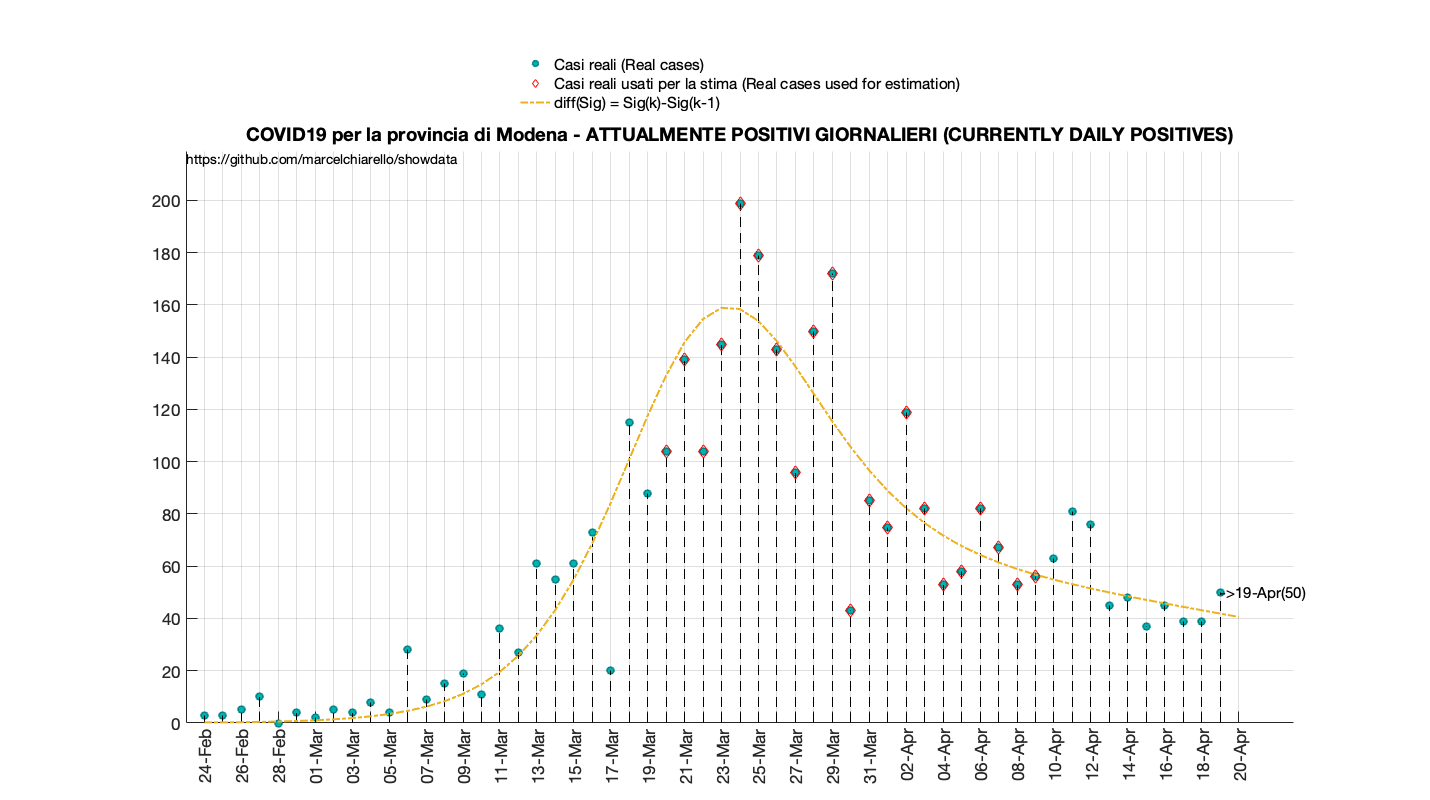 Casi reali (Real cases)
Casi reali usati per la stima (Real cases used for estimation)
diff(Sig) = Sig(k)-Sig(k-1)
COVID19 per la provincia di Modena - ATTUALMENTE POSITIVI GIORNALIERI (CURRENTLY DAILY POSITIVES)
https://github.com/marcelchiarello/showdata
200
180
160
140
120
100
80
60
40
20
0
->19-Apr(50)
24-Feb
26-Feb
28-Feb
01-Mar
03-Mar
05-Mar
07-Mar
09-Mar
11-Mar
13-Mar
15-Mar
17-Mar
19-Mar
21-Mar
23-Mar
25-Mar
27-Mar
29-Mar
31-Mar
02-Apr
04-Apr
06-Apr
08-Apr
10-Apr
12-Apr
14-Apr
16-Apr
18-Apr
20-Apr